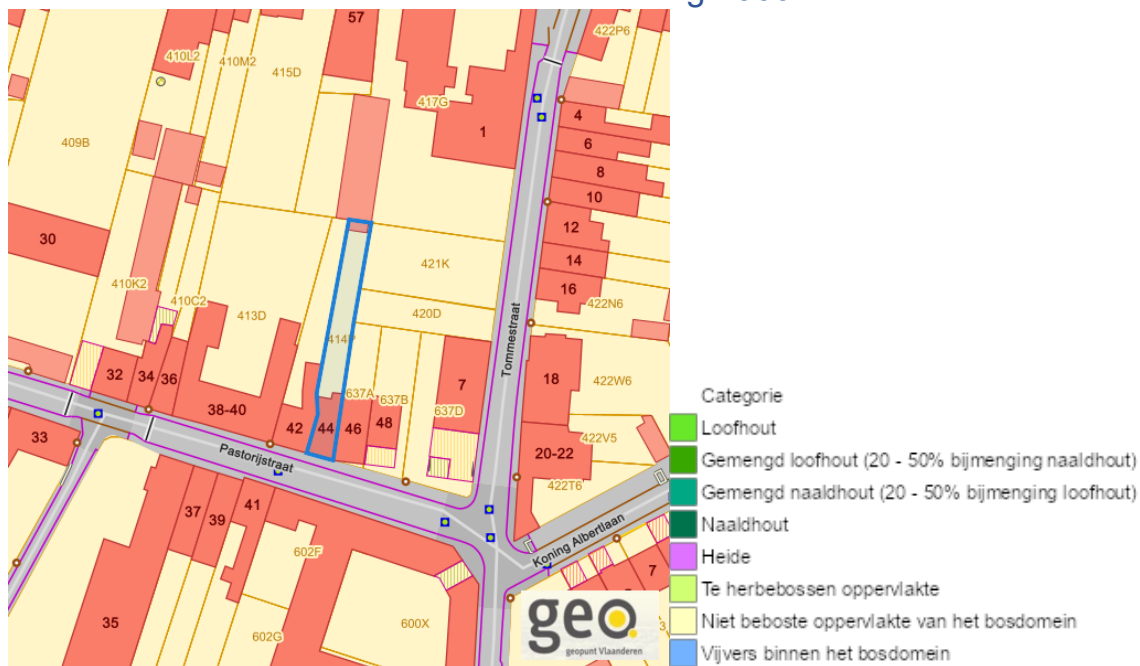 57
422P6
410L2
410M2
415D
417G
1
4
6
8
10
12
14
16
409B
30
421K
410K2
410C2
413D
420D
422N6
414P
Tommestraat
32
34
36
38-40
42
44
46
48
637A
637B
637D
7
18
422W6
33
Pastorijstraat
422V5
20-22
422T6
37
39
41
602F
Koning Albertlaan
7
35
602G
600X
geo.
geopunt Vlaanderen
Categorie
Loofhout
Gemengd loofhout (20 - 50% bijmenging naaldhout)
Gemengd naaldhout (20 - 50% bijmenging loofhout)
Naaldhout
Heide
Te herbebossen oppervlakte
Niet beboste oppervlakte van het bosdomein
Vijvers binnen het bosdomein